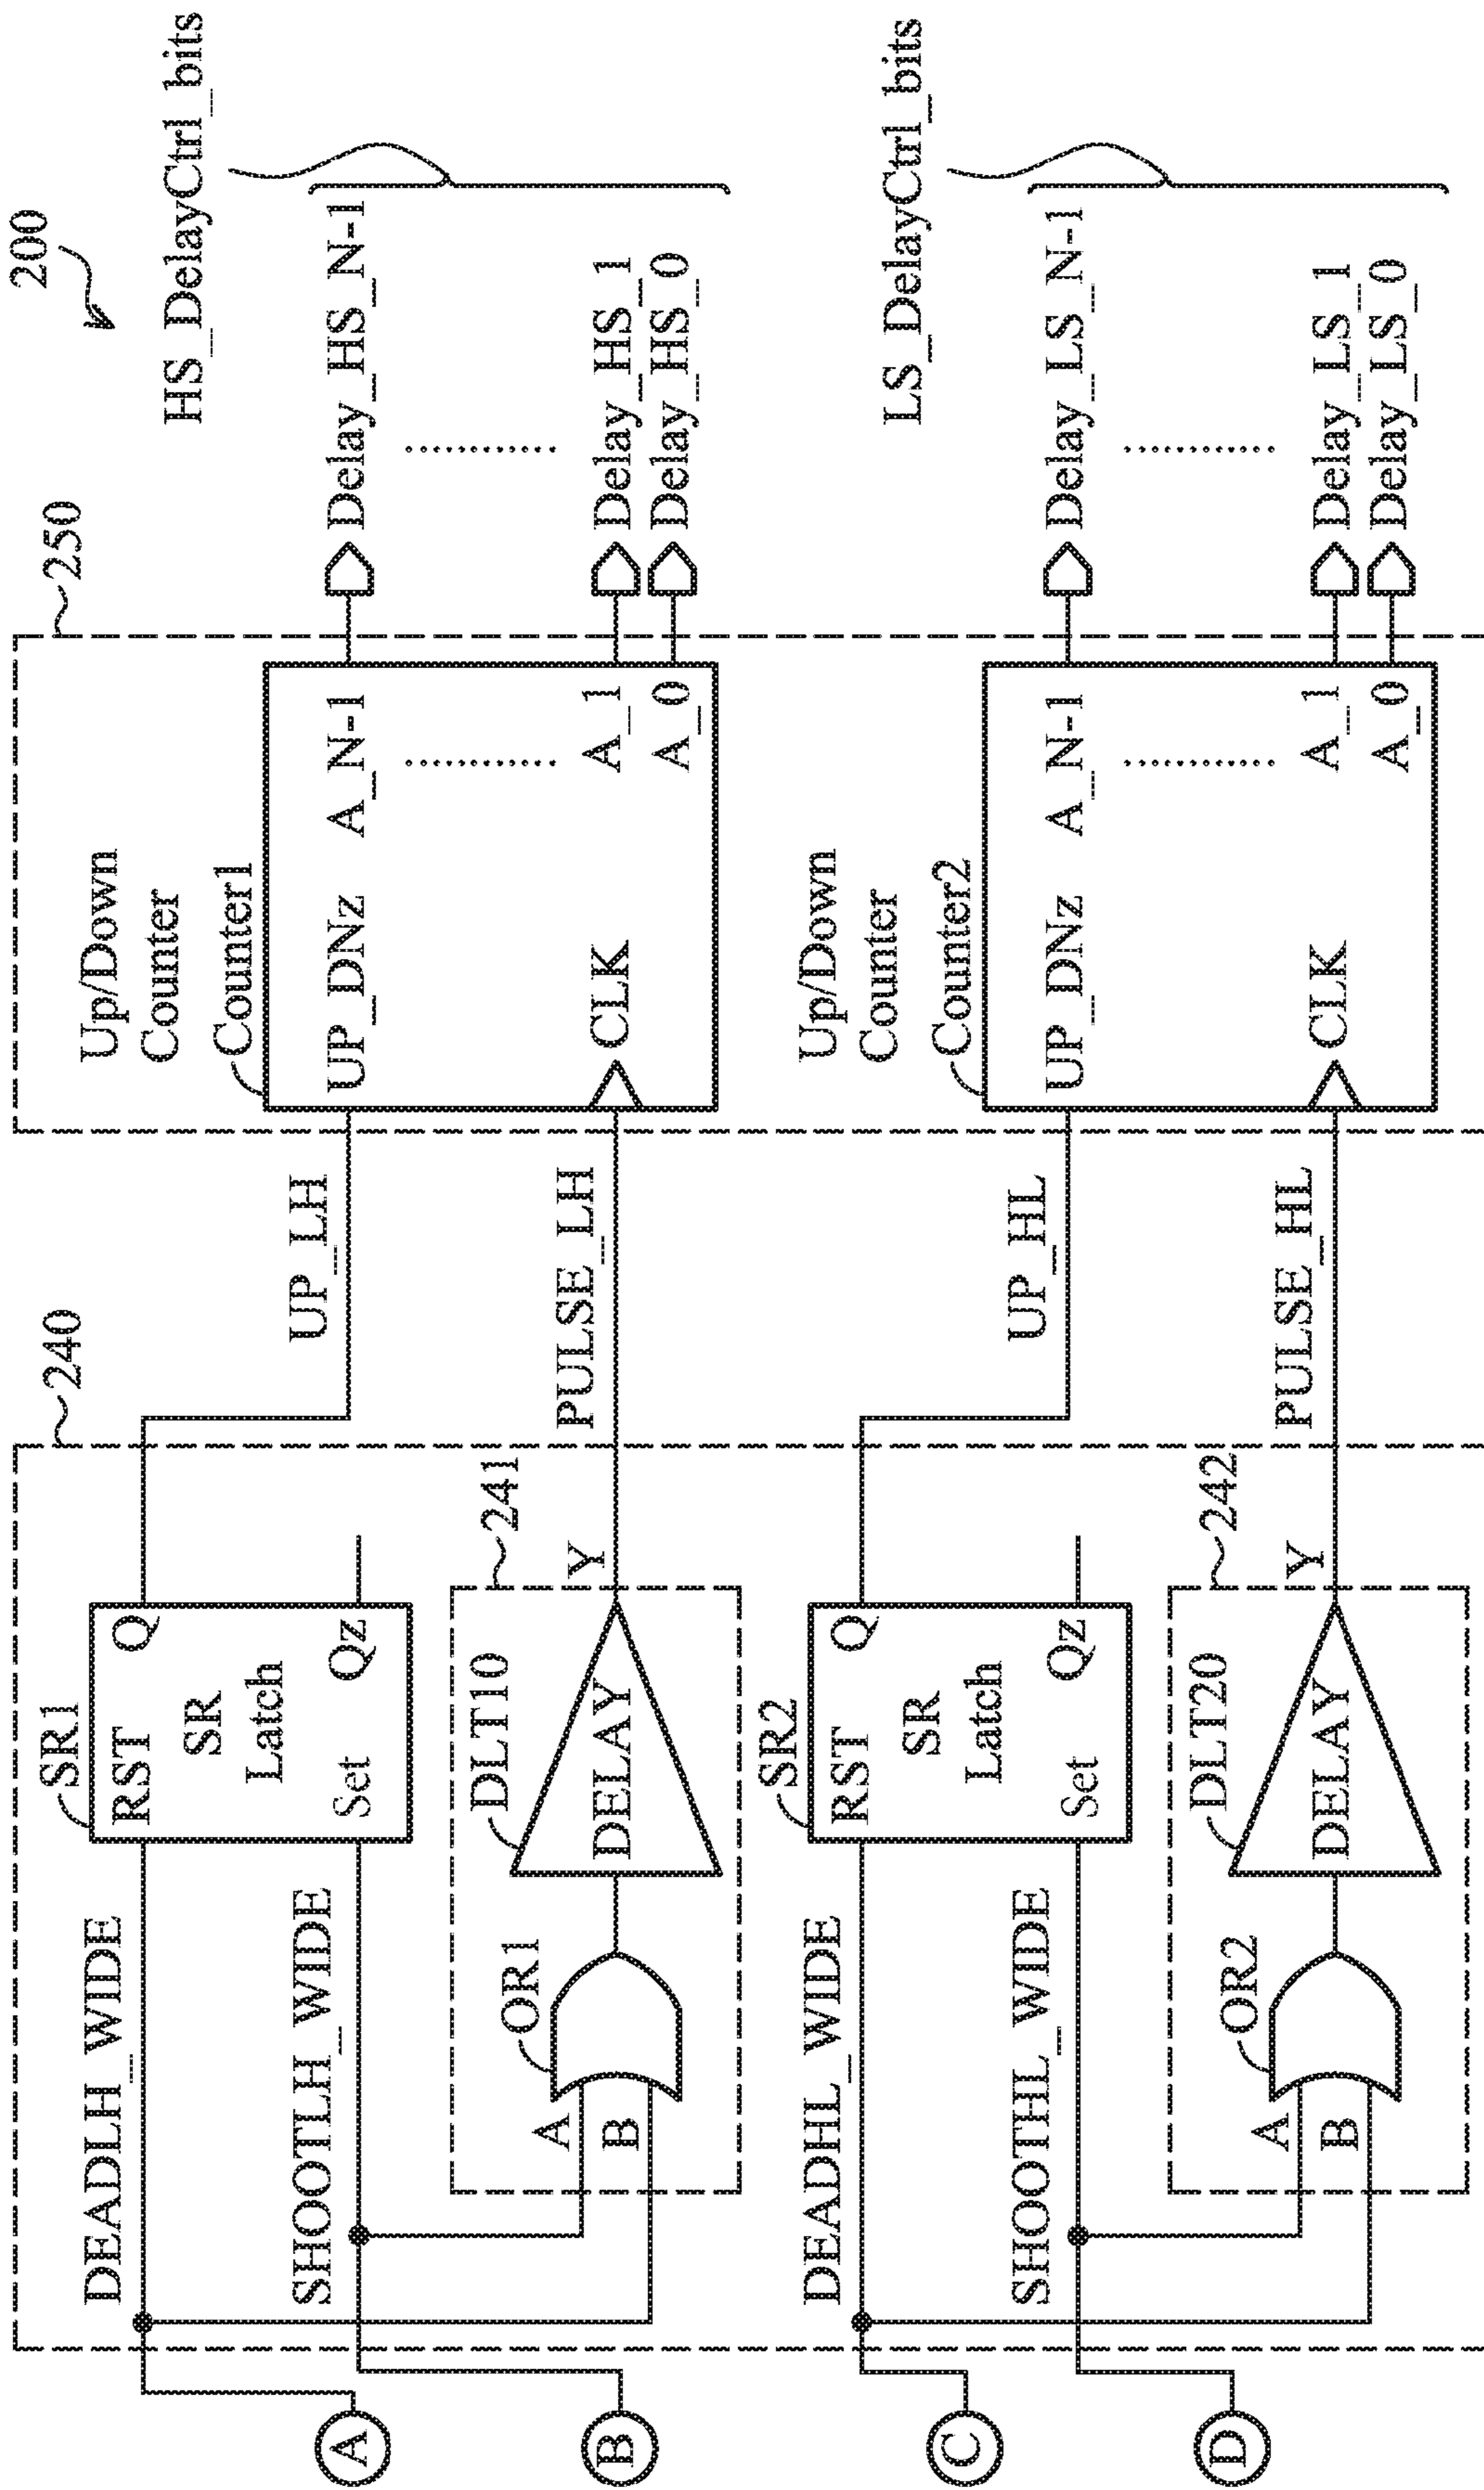 200
240
250
DEADLH_WIDE
SR1
RST
Q
SR
Latch
Set
Qz
SHOOTLH_WIDE
UP_LH
Up/Down
Counter
Counter1
UP_DNz
A_N-1
A_1
A_0
CLK
HS_DelayCtrl_bits
Delay_HS_N-1
Delay_HS_1
Delay_HS_0
A
B
OR1
DLT10
DELAY
241
Y
PULSE_LH
A
B
DEADHL_WIDE
SR2
RST
Q
SR
Latch
Set
Qz
SHOOTHL_WIDE
UP_HL
Up/Down
Counter
Counter2
UP_DNz
A_N-1
A_1
A_0
CLK
LS_DelayCtrl_bits
Delay_LS_N-1
Delay_LS_1
Delay_LS_0
A
B
OR2
DLT20
DELAY
242
Y
PULSE_HL
C
D